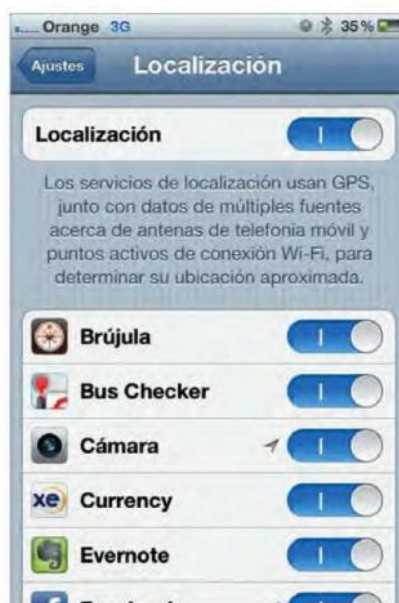 Orange 3G 35 %
Ajustes Localización
Localización
Los servicios de localización usan GPS,
junto con datos de múltiples fuentes
acerca de antenas de telefonía móvil y
puntos activos de conexión Wi-Fi, para
determinar su ubicación aproximada.
Brújula
Bus Checker
Cámara
xe Currency
Evernote